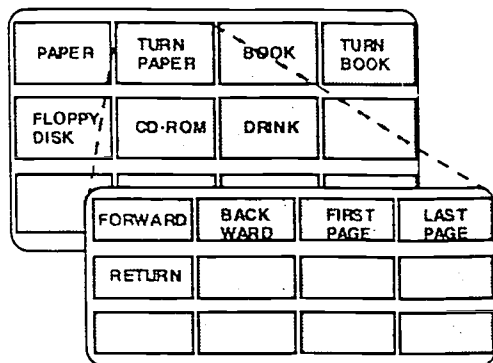 PAPER
TURN
PAPER
BOOK
TURN
BOOK
FLOPPY
DISK
CD-ROM
DRINK
FORWARD
BACK
WARD
FIRST
PAGE
LAST
PAGE
RETURN